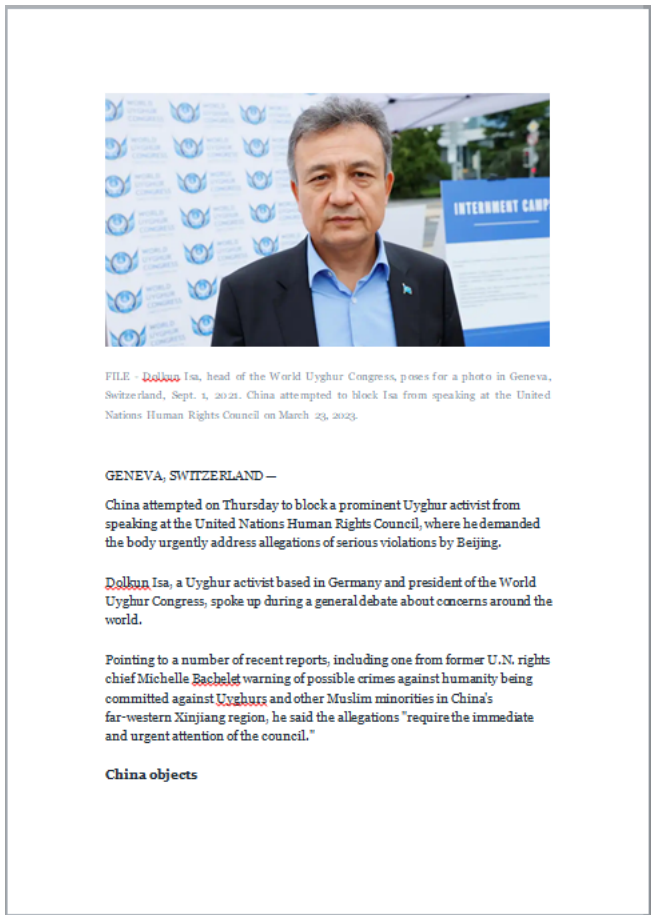 WORLD
UYGHUR
CONGRESS
INTERNMENT CAMP
FILE - Dolkun Isa, head of the World Uyghur Congress, poses for a photo in Geneva,
Switzerland, Sept. 1, 2021. China attempted to block Isa from speaking at the United
Nations Human Rights Council on March 23, 2023.
GENEVA, SWITZERLAND —
China attempted on Thursday to block a prominent Uyghur activist from
speaking at the United Nations Human Rights Council, where he demanded
the body urgently address allegations of serious violations by Beijing.
Dolkun Isa, a Uyghur activist based in Germany and president of the World
Uyghur Congress, spoke up during a general debate about concerns around the
world.
Pointing to a number of recent reports, including one from former U.N. rights
chief Michelle Bachelet warning of possible crimes against humanity being
committed against Uyghurs and other Muslim minorities in China's
far-western Xinjiang region, he said the allegations "require the immediate
and urgent attention of the council."
China objects